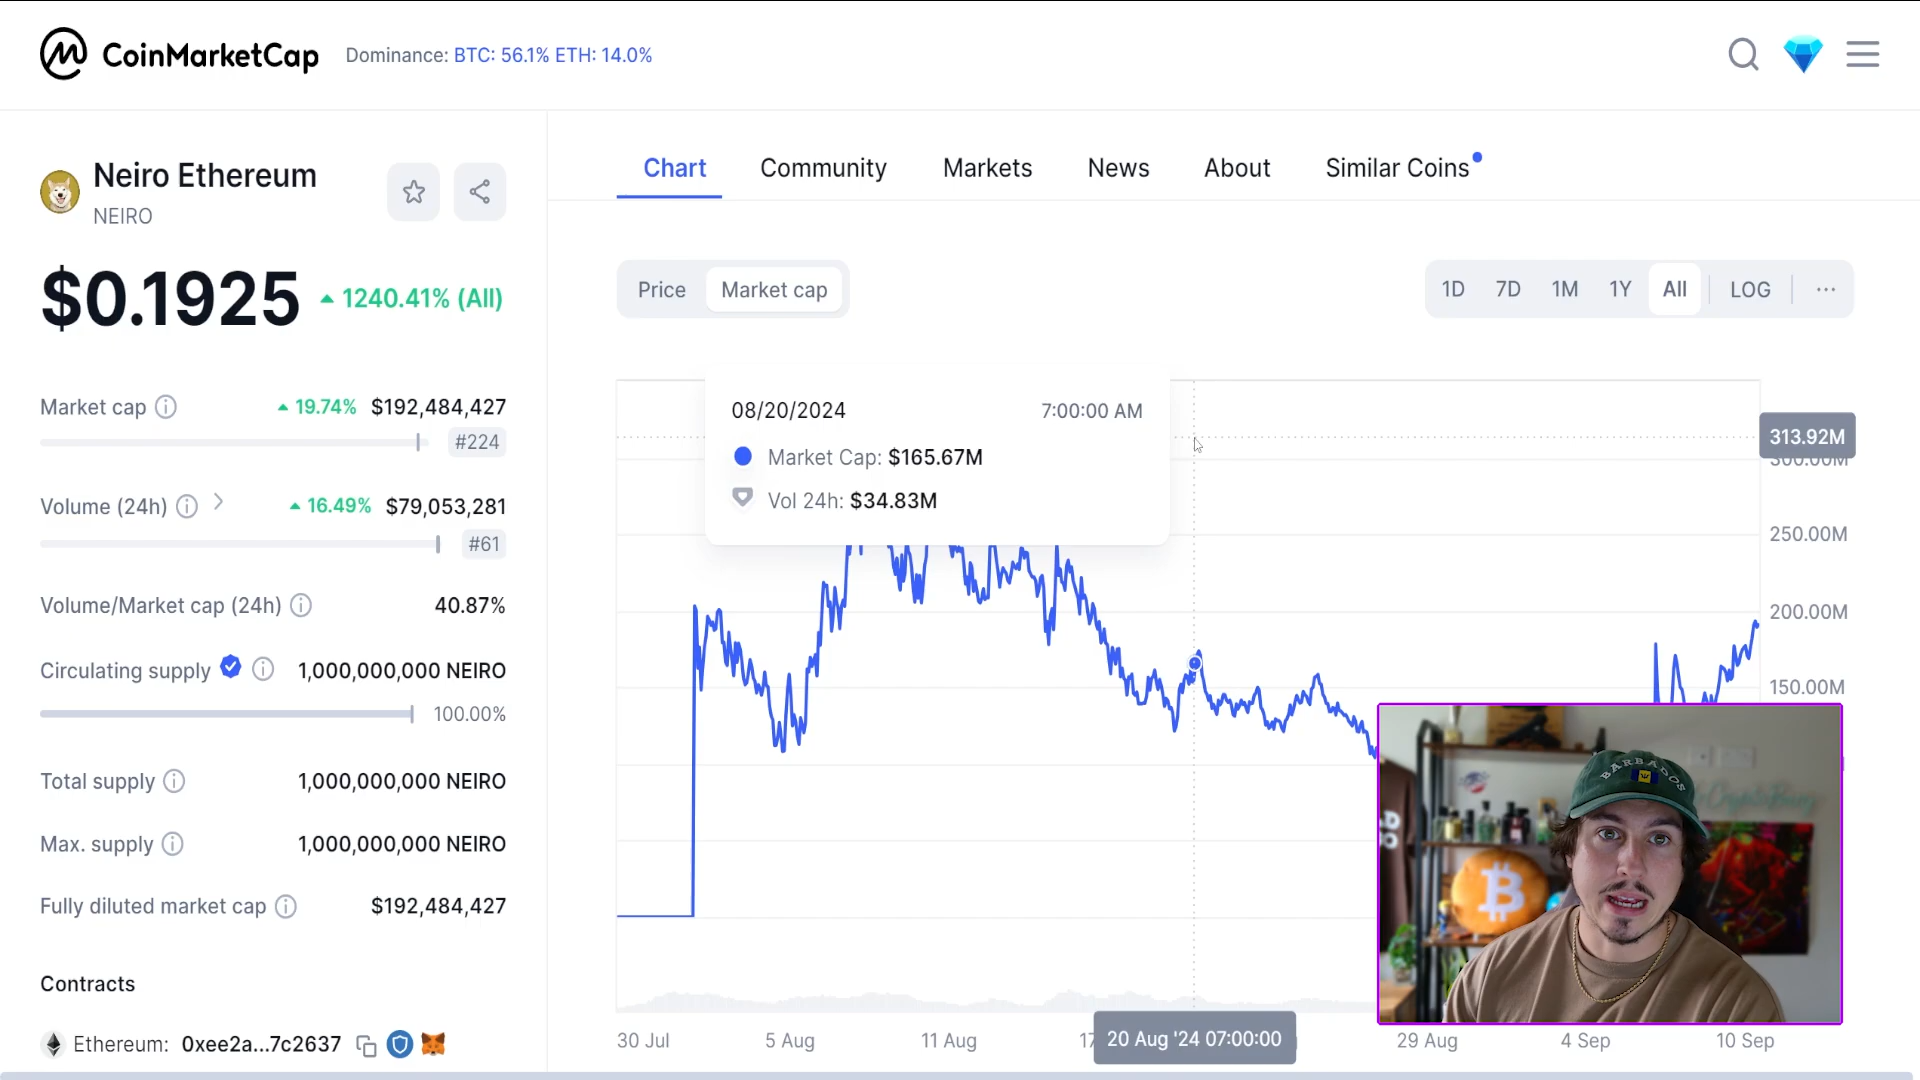 CoinMarketCap
Dominance: BTC: 56.1% ETH: 14.0%
Neiro Ethereum
NEIRO
$0.1925 1240.41% (All)
Market cap 19.74% $192,484,427
#224
Volume (24h) 16.49% $79,053,281
#61
Volume/Market cap (24h) 40.87%
Circulating supply 1,000,000,000 NEIRO
100.00%
Total supply 1,000,000,000 NEIRO
Max. supply 1,000,000,000 NEIRO
Fully diluted market cap $192,484,427
Contracts
Ethereum: 0xee2a...7c2637
Chart Community Markets News About Similar Coins
Price Market cap
1D 7D 1M 1Y All LOG ...
08/20/2024 7:00:00 AM
Market Cap: $165.67M
Vol 24h: $34.83M
313.92M
300.00M
250.00M
200.00M
150.00M
BARBADOS
30 Jul 5 Aug 11 Aug 17 20 Aug '24 07:00:00 29 Aug 4 Sep 10 Sep